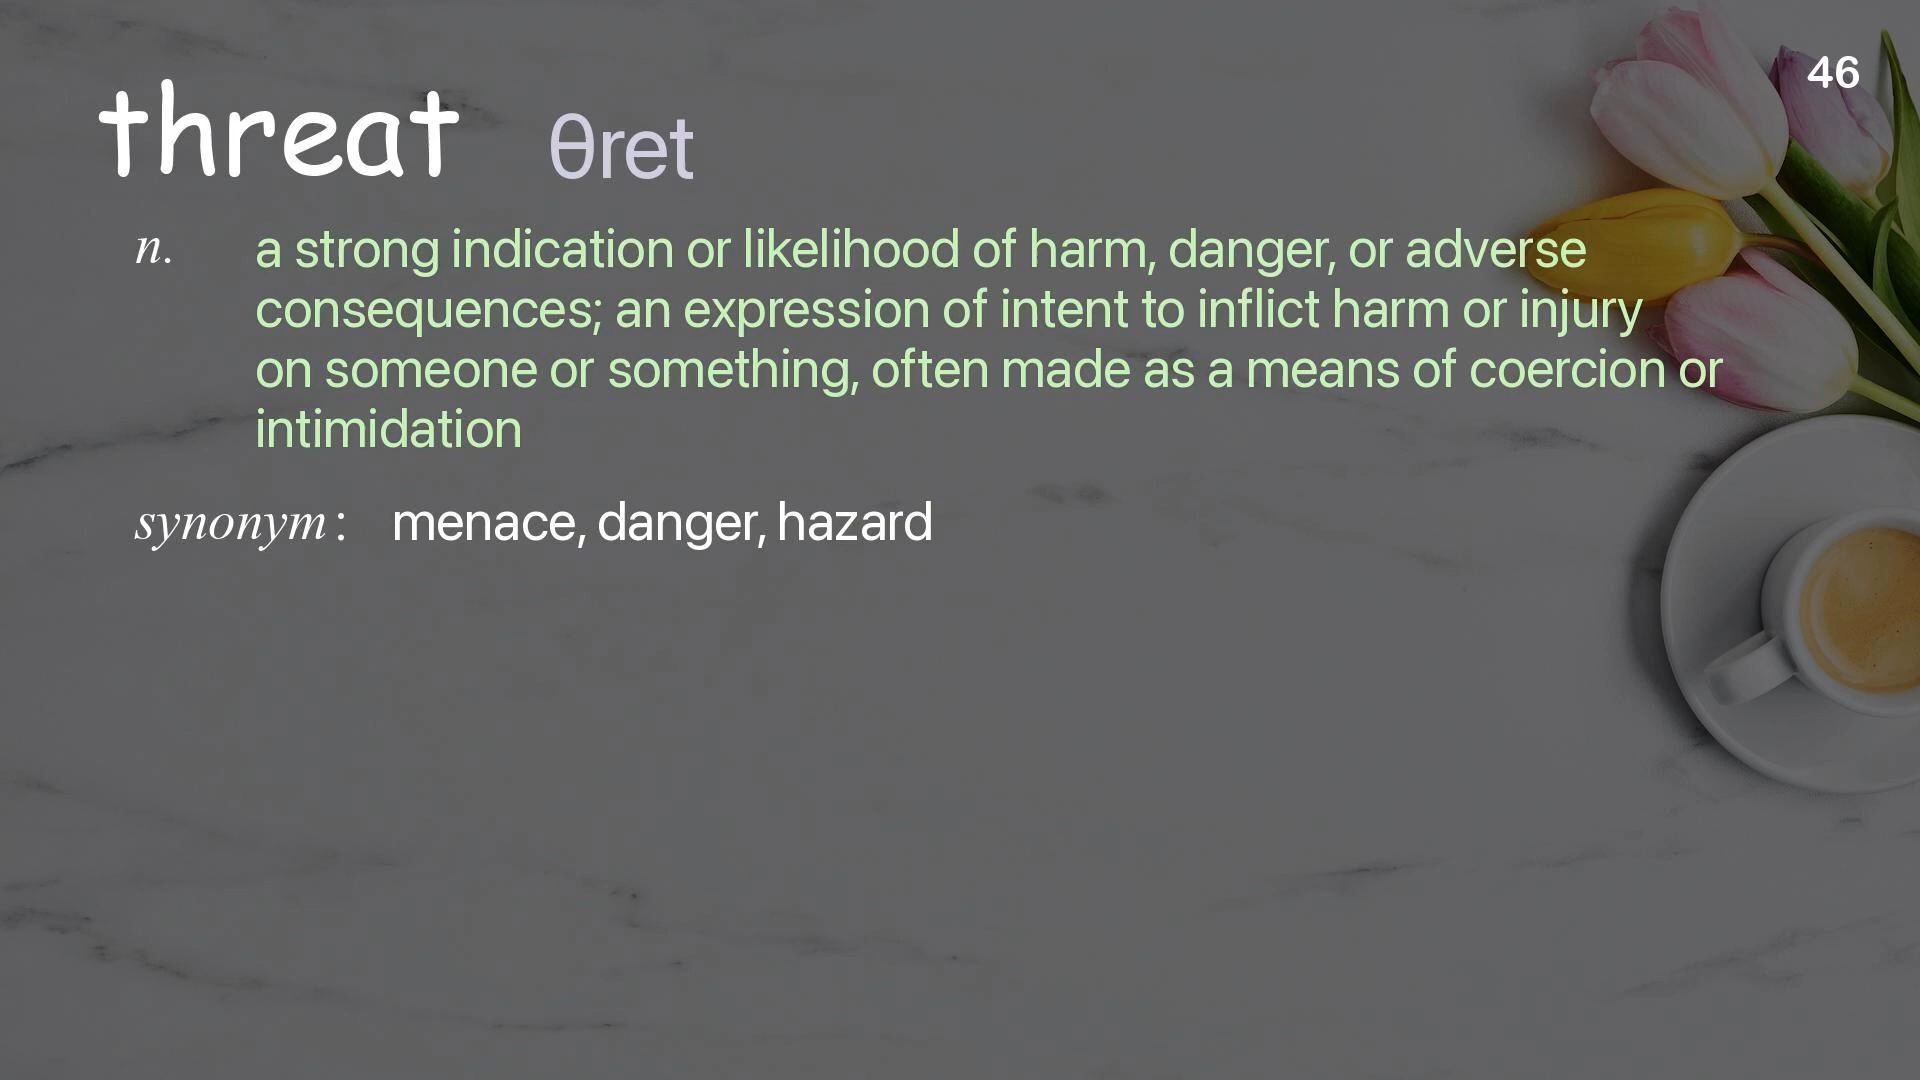 46
threat θret
n. a strong indication or likelihood of harm, danger, or adverse
consequences; an expression of intent to inflict harm or injury
on someone or something, often made as a means of coercion or
intimidation
synonym: menace, danger, hazard